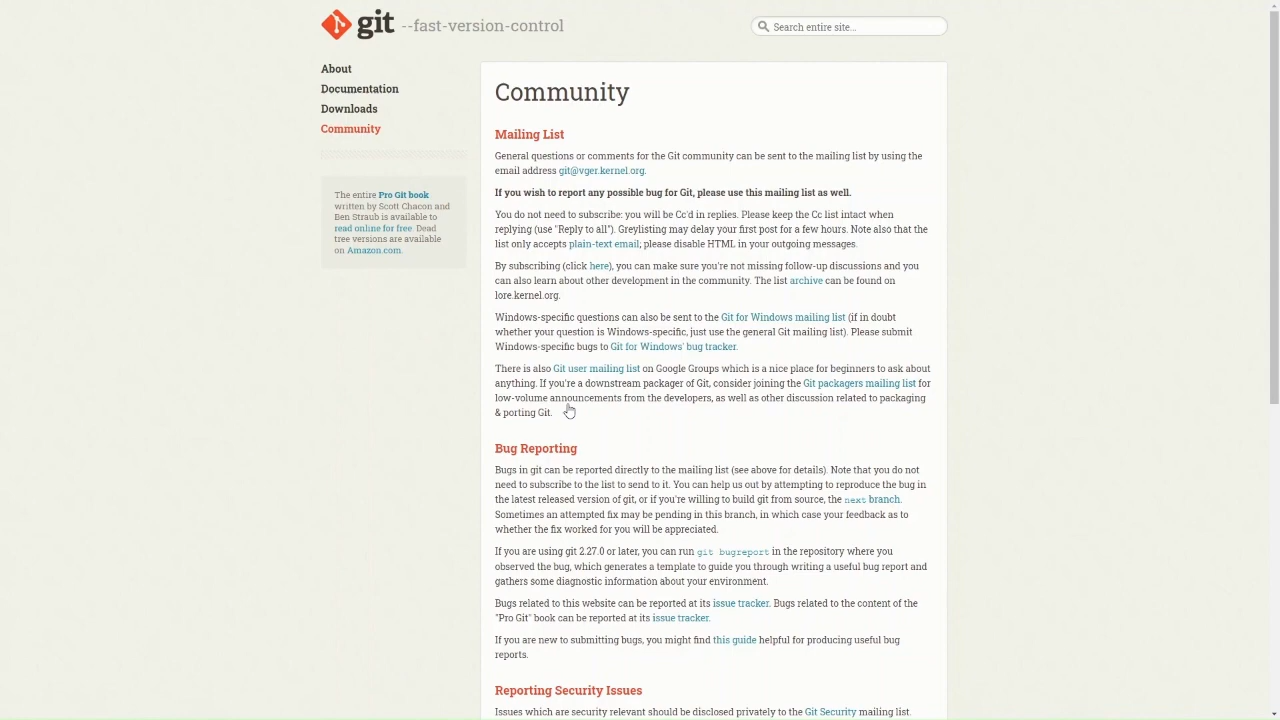 git --fast-version-control
Search entire site...
About
Documentation
Downloads
Community
The entire Pro Git book
written by Scott Chacon and
Ben Straub is available to
read online for free. Dead
tree versions are available
on Amazon.com.
Community
Mailing List
General questions or comments for the Git community can be sent to the mailing list by using the
email address git@vger.kernel.org.
If you wish to report any possible bug for Git, please use this mailing list as well.
You do not need to subscribe: you will be Cc'd in replies. Please keep the Cc list intact when
replying (use "Reply to all"). Greylisting may delay your first post for a few hours. Note also that the
list only accepts plain-text email; please disable HTML in your outgoing messages.
By subscribing (click here), you can make sure you're not missing follow-up discussions and you
can also learn about other development in the community. The list archive can be found on
lore.kernel.org.
Windows-specific questions can also be sent to the Git for Windows mailing list (if in doubt
whether your question is Windows-specific, just use the general Git mailing list). Please submit
Windows-specific bugs to Git for Windows' bug tracker.
There is also Git user mailing list on Google Groups which is a nice place for beginners to ask about
anything. If you're a downstream packager of Git, consider joining the Git packagers mailing list for
low-volume announcements from the developers, as well as other discussion related to packaging
& porting Git.
Bug Reporting
Bugs in git can be reported directly to the mailing list (see above for details). Note that you do not
need to subscribe to the list to send to it. You can help us out by attempting to reproduce the bug in
the latest released version of git, or if you're willing to build git from source, the next branch.
Sometimes an attempted fix may be pending in this branch, in which case your feedback as to
whether the fix worked for you will be appreciated.
If you are using git 2.27.0 or later, you can run git bugreport in the repository where you
observed the bug, which generates a template to guide you through writing a useful bug report and
gathers some diagnostic information about your environment.
Bugs related to this website can be reported at its issue tracker. Bugs related to the content of the
"Pro Git" book can be reported at its issue tracker.
If you are new to submitting bugs, you might find this guide helpful for producing useful bug
reports.
Reporting Security Issues
Issues which are security relevant should be disclosed privately to the Git Security mailing list.